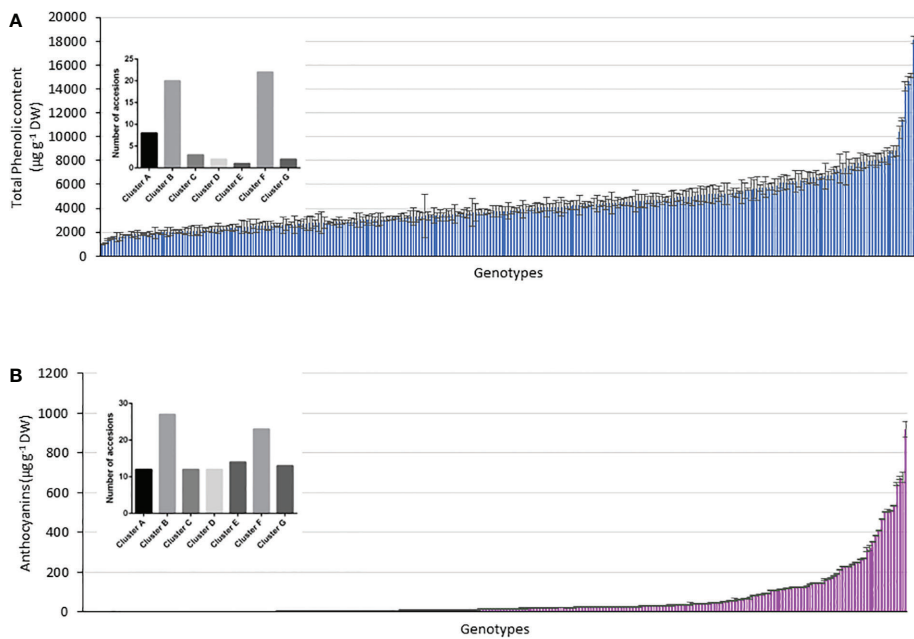 A
20000
18000
16000
14000
12000
10000
8000
6000
4000
2000
0
Total Phenolic content
(µg g-1 DW)
Number of accesions
25
20
15
10
5
0
Cluster A
Cluster B
Cluster C
Cluster D
Cluster E
Cluster F
Cluster G
Genotypes
B
1200
1000
800
600
400
200
0
Anthocyanins (µg g-1 DW)
Number of accesions
30
20
10
0
Cluster A
Cluster B
Cluster C
Cluster D
Cluster E
Cluster F
Cluster G
Genotypes